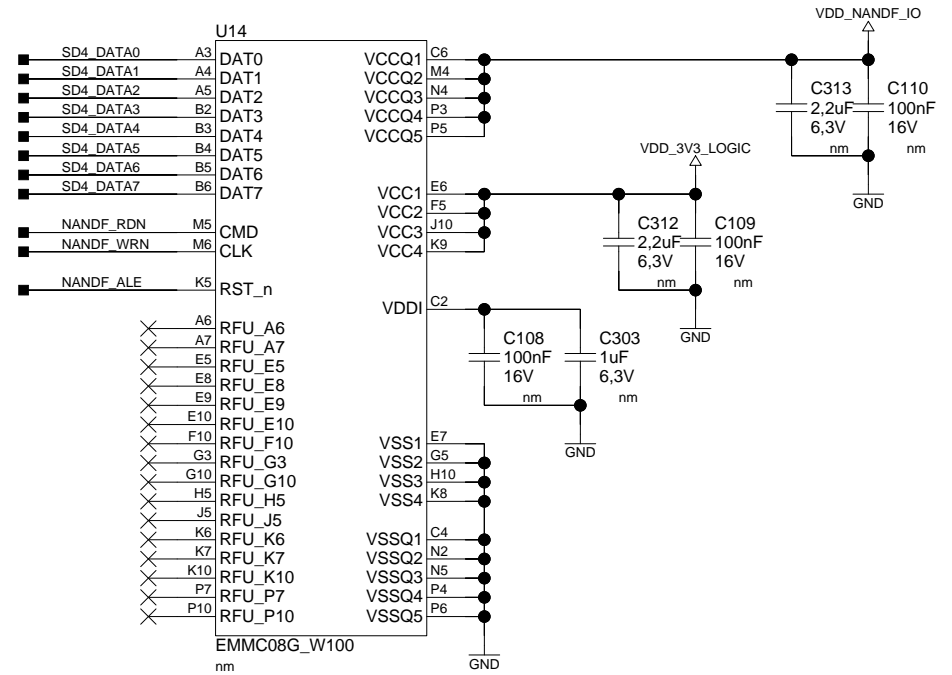 U14
VDD_NANDF_IO
SD4_DATA0 A3 DAT0 VCCQ1 C6
SD4_DATA1 A4 DAT1 VCCQ2 M4
SD4_DATA2 A5 DAT2 VCCQ3 N4
SD4_DATA3 B2 DAT3 VCCQ4 P3
SD4_DATA4 B3 DAT4 VCCQ5 P5
SD4_DATA5 B4 DAT5
SD4_DATA6 B5 DAT6
SD4_DATA7 B6 DAT7 VCC1 E6
VCC2 F5
NANDF_RDN M5 CMD VCC3 J10
NANDF_WRN M6 CLK VCC4 K9
NANDF_ALE K5 RST_n
VDDI C2
A6 RFU_A6
A7 RFU_A7
E5 RFU_E5
E8 RFU_E8
E9 RFU_E9
E10 RFU_E10
F10 RFU_F10 VSS1 E7
G3 RFU_G3 VSS2 G5
G10 RFU_G10 VSS3 H10
H5 RFU_H5 VSS4 K8
J5 RFU_J5
K6 RFU_K6 VSSQ1 C4
K7 RFU_K7 VSSQ2 N2
K10 RFU_K10 VSSQ3 N5
P7 RFU_P7 VSSQ4 P4
P10 RFU_P10 VSSQ5 P6
EMMC08G_W100
nm
GND
C313
2,2uF
6,3V
nm
C110
100nF
16V
nm
GND
VDD_3V3_LOGIC
C312
2,2uF
6,3V
nm
C109
100nF
16V
nm
GND
C108
100nF
16V
nm
C303
1uF
6,3V
nm
GND